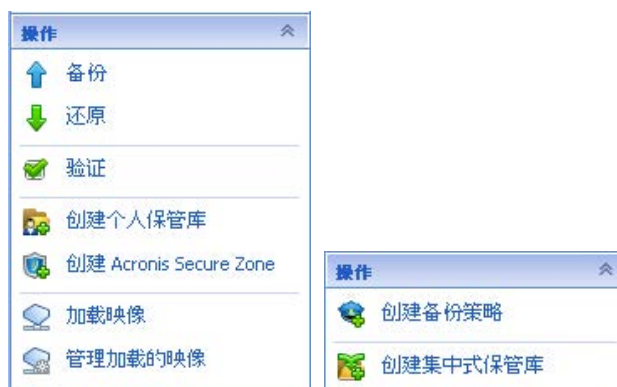 操作
备份
还原
验证
创建个人保管库
创建 Acronis Secure Zone
加载映像
管理加载的映像
操作
创建备份策略
创建集中式保管库